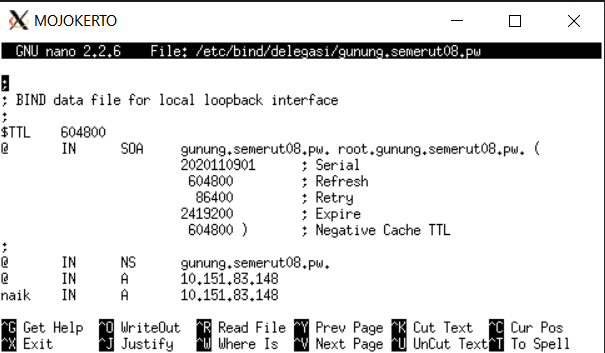 MOJOKERTO
GNU nano 2.2.6    File: /etc/bind/delegasi/gunung.semerut08.pw
;
; BIND data file for local loopback interface
;
$TTL    604800
@       IN      SOA     gunung.semerut08.pw. root.gunung.semerut08.pw. (
                        2020110901      ; Serial
                         604800         ; Refresh
                          86400         ; Retry
                        2419200         ; Expire
                         604800 )       ; Negative Cache TTL
;
@       IN      NS      gunung.semerut08.pw.
@       IN      A       10.151.83.148
naik    IN      A       10.151.83.148
^G Get Help  ^O WriteOut  ^R Read File ^Y Prev Page ^K Cut Text  ^C Cur Pos
^X Exit      ^J Justify   ^W Where Is  ^V Next Page ^U UnCut Text^T To Spell